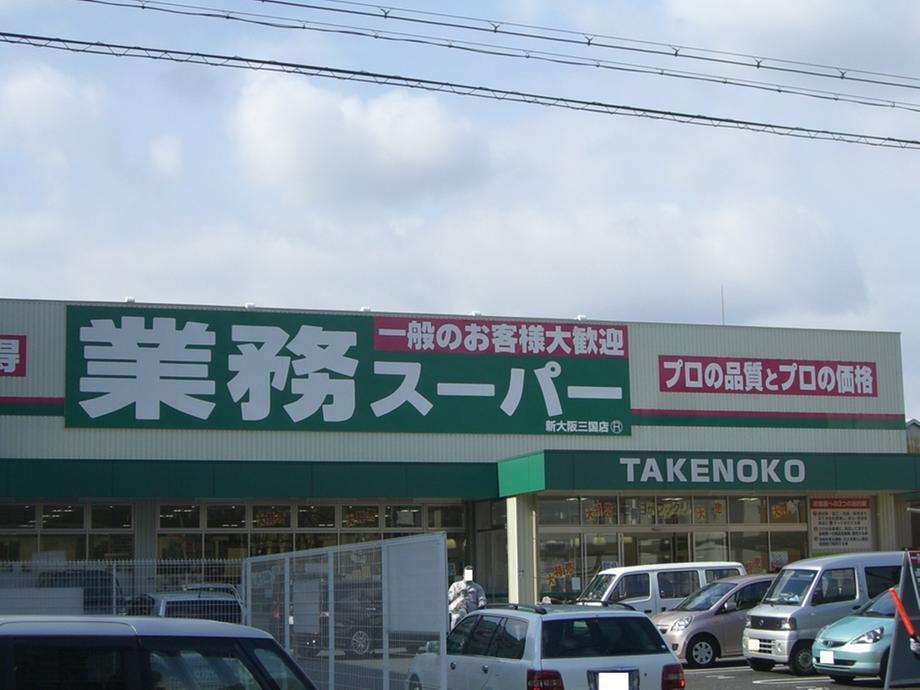 得
一般のお客様大歓迎
業務スーパー
新大阪三国店
プロの品質とプロの価格
TAKENOKO